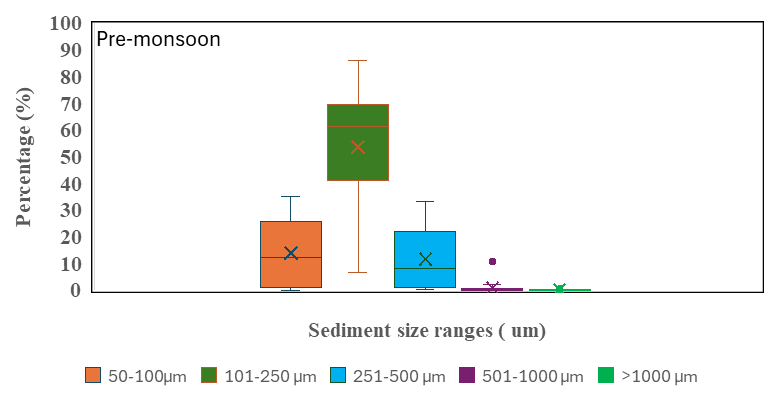 100
Pre-monsoon
90
80
70
60
50
40
30
20
10
0
Percentage (%)
Sediment size ranges ( um)
50-100µm 101-250 µm 251-500 µm 501-1000 µm >1000 µm